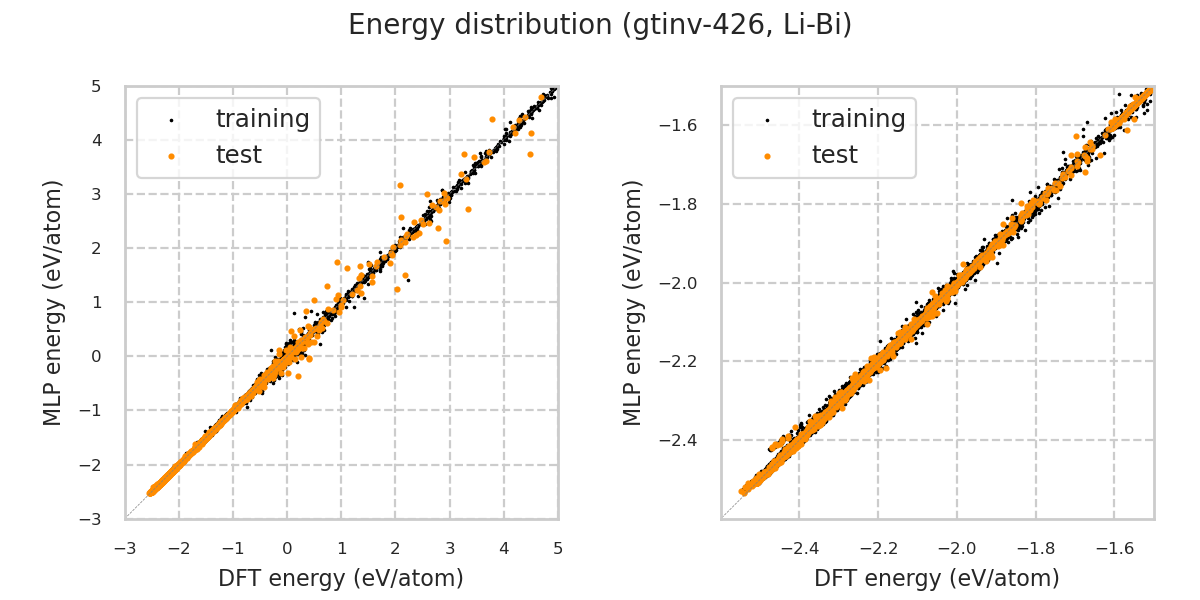 Energy distribution (gtinv-426, Li-Bi)
training
test
5
4
3
2
1
0
−1
−2
−3
MLP energy (eV/atom)
−3 −2 −1 0 1 2 3 4 5
DFT energy (eV/atom)
training
test
−1.6
−1.8
−2.0
−2.2
−2.4
MLP energy (eV/atom)
−2.4 −2.2 −2.0 −1.8 −1.6
DFT energy (eV/atom)